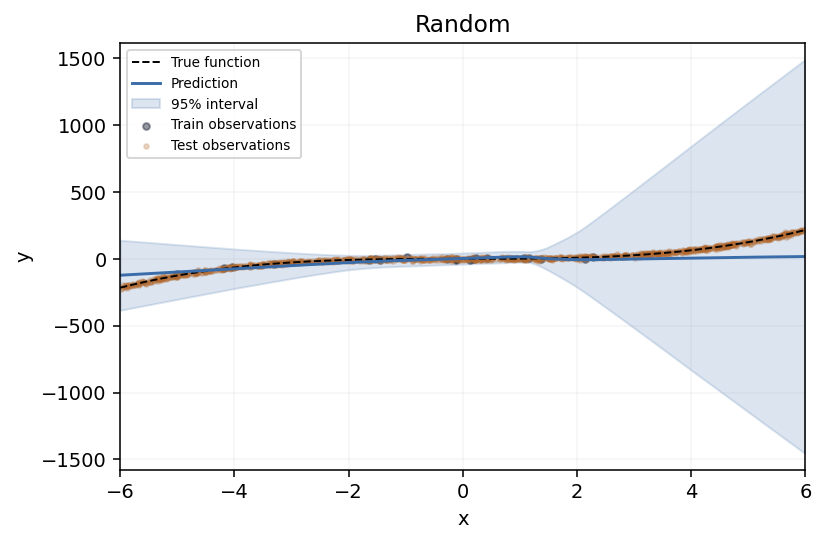 Random
True function
Prediction
95% interval
Train observations
Test observations
1500
1000
500
0
−500
−1000
−1500
y
−6
−4
−2
0
2
4
6
x